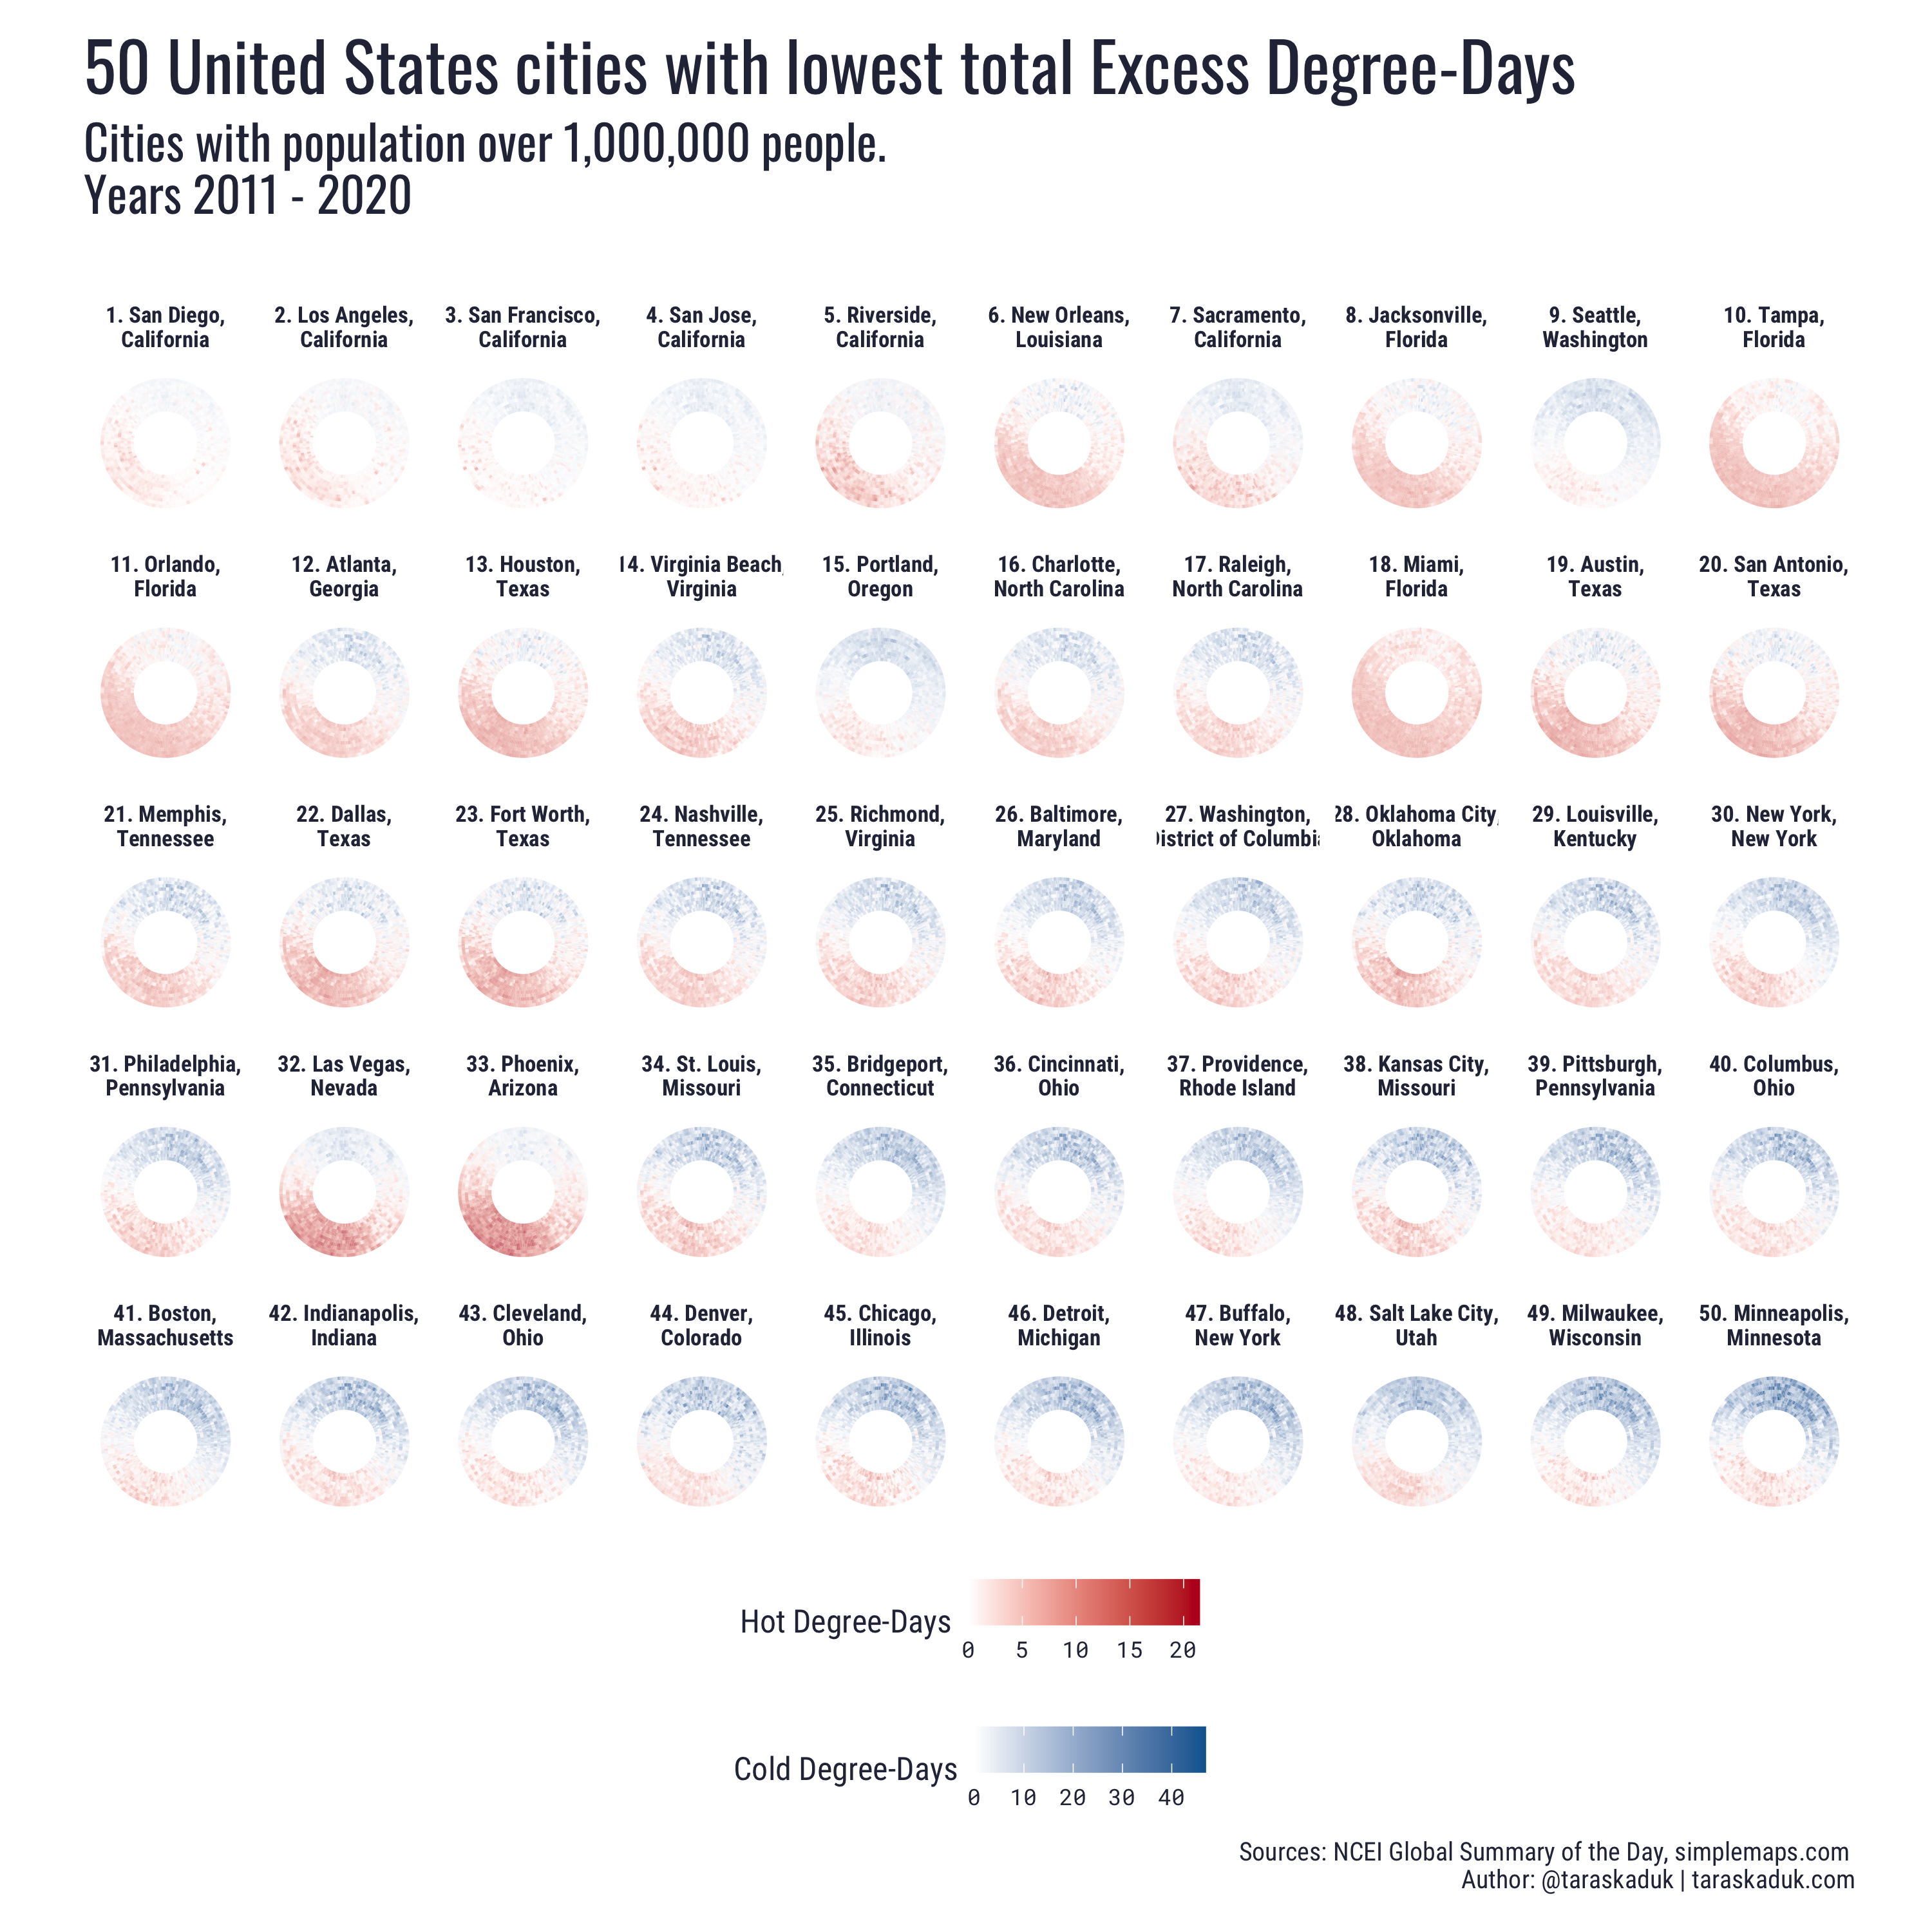 50 United States cities with lowest total Excess Degree-Days
Cities with population over 1,000,000 people.
Years 2011 - 2020
1. San Diego,
California
2. Los Angeles,
California
3. San Francisco,
California
4. San Jose,
California
5. Riverside,
California
6. New Orleans,
Louisiana
7. Sacramento,
California
8. Jacksonville,
Florida
9. Seattle,
Washington
10. Tampa,
Florida
11. Orlando,
Florida
12. Atlanta,
Georgia
13. Houston,
Texas
14. Virginia Beach,
Virginia
15. Portland,
Oregon
16. Charlotte,
North Carolina
17. Raleigh,
North Carolina
18. Miami,
Florida
19. Austin,
Texas
20. San Antonio,
Texas
21. Memphis,
Tennessee
22. Dallas,
Texas
23. Fort Worth,
Texas
24. Nashville,
Tennessee
25. Richmond,
Virginia
26. Baltimore,
Maryland
27. Washington,
District of Columbia
28. Oklahoma City,
Oklahoma
29. Louisville,
Kentucky
30. New York,
New York
31. Philadelphia,
Pennsylvania
32. Las Vegas,
Nevada
33. Phoenix,
Arizona
34. St. Louis,
Missouri
35. Bridgeport,
Connecticut
36. Cincinnati,
Ohio
37. Providence,
Rhode Island
38. Kansas City,
Missouri
39. Pittsburgh,
Pennsylvania
40. Columbus,
Ohio
41. Boston,
Massachusetts
42. Indianapolis,
Indiana
43. Cleveland,
Ohio
44. Denver,
Colorado
45. Chicago,
Illinois
46. Detroit,
Michigan
47. Buffalo,
New York
48. Salt Lake City,
Utah
49. Milwaukee,
Wisconsin
50. Minneapolis,
Minnesota
Hot Degree-Days
0 5 10 15 20
Cold Degree-Days
0 10 20 30 40
Sources: NCEI Global Summary of the Day, simplemaps.com
Author: @taraskaduk | taraskaduk.com